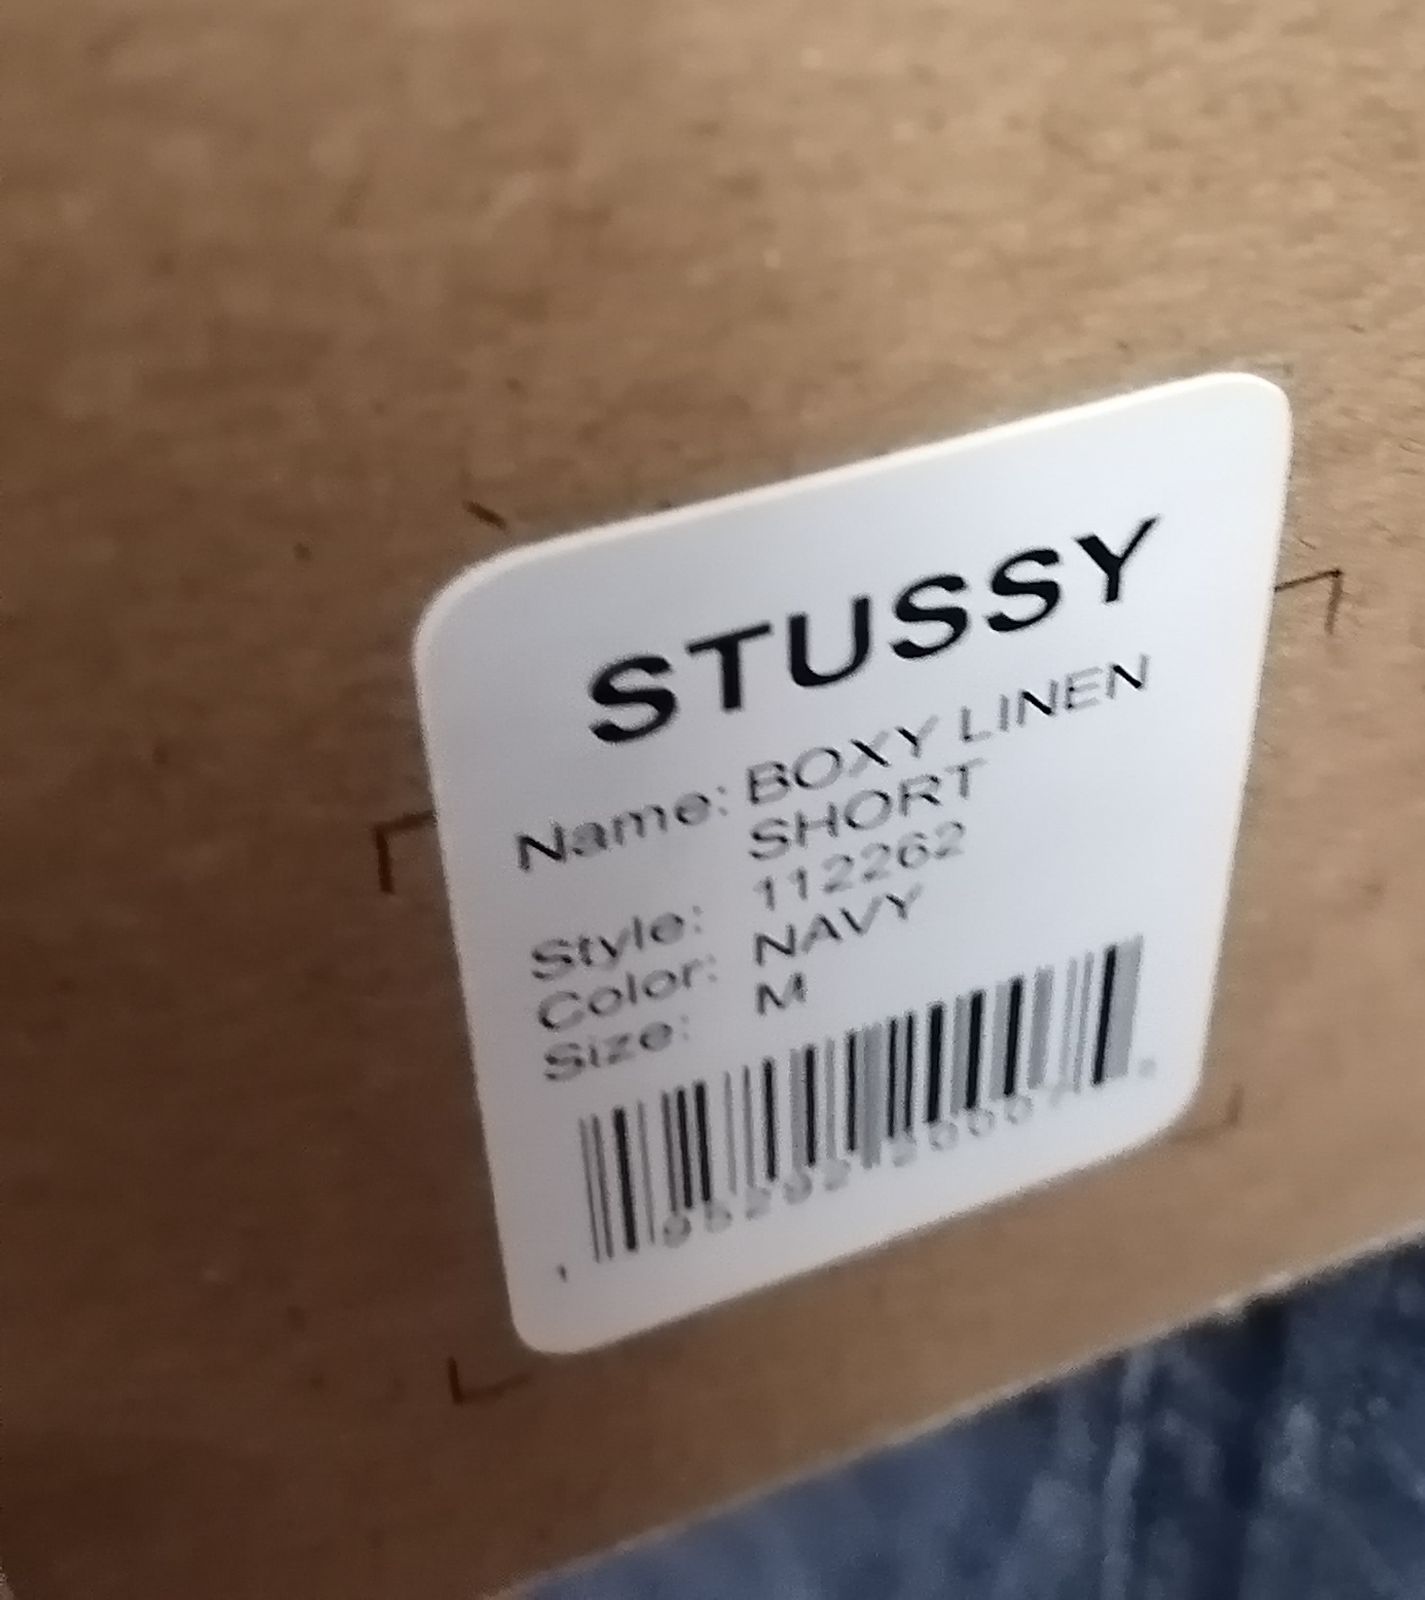 STUSSY
Name: BOXY LINEN
SHORT
Style: 112262
Color: NAVY
Size: M